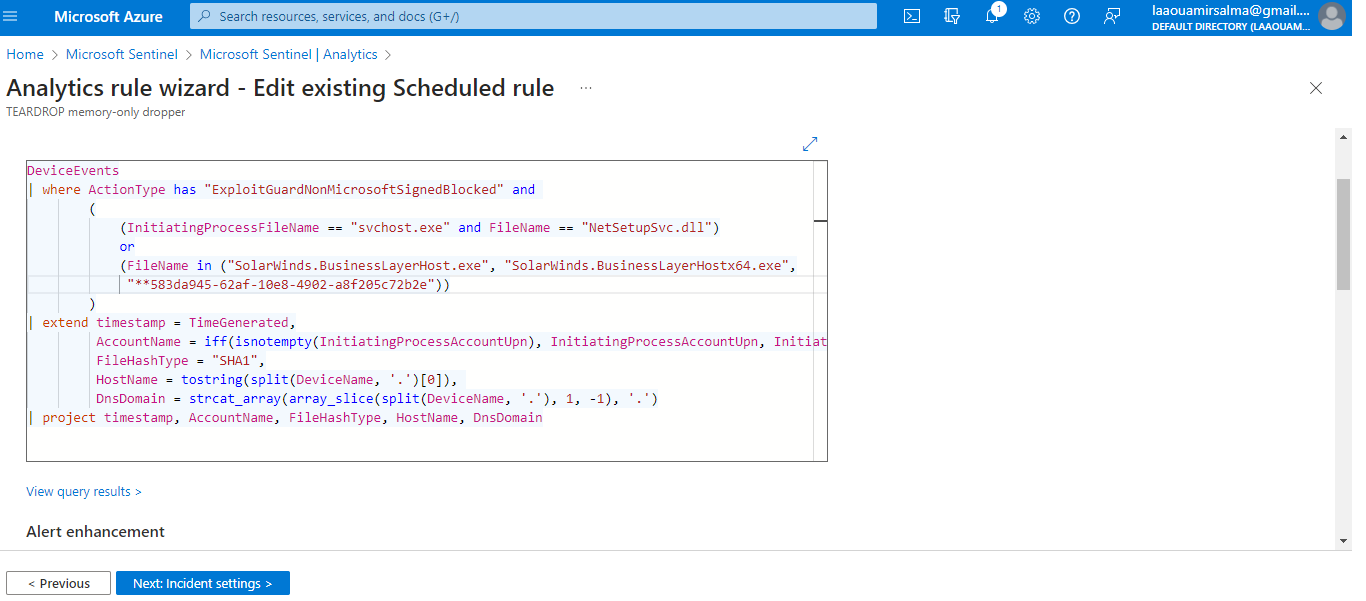 Microsoft Azure
Search resources, services, and docs (G+/)
1
laaouamirsalma@gmail....
DEFAULT DIRECTORY (LAAOUAM...
Home > Microsoft Sentinel > Microsoft Sentinel | Analytics >
Analytics rule wizard - Edit existing Scheduled rule ...
TEARDROP memory-only dropper
DeviceEvents
| where ActionType has "ExploitGuardNonMicrosoftSignedBlocked" and
(
(InitiatingProcessFileName == "svchost.exe" and FileName == "NetSetupSvc.dll")
or
(FileName in ("SolarWinds.BusinessLayerHost.exe", "SolarWinds.BusinessLayerHostx64.exe",
"**583da945-62af-10e8-4902-a8f205c72b2e"))
)
| extend timestamp = TimeGenerated,
AccountName = iff(isnotempty(InitiatingProcessAccountUpn), InitiatingProcessAccountUpn, Initiat
FileHashType = "SHA1",
HostName = tostring(split(DeviceName, '.')[0]),
DnsDomain = strcat_array(array_slice(split(DeviceName, '.'), 1, -1), '.')
| project timestamp, AccountName, FileHashType, HostName, DnsDomain
View query results >
Alert enhancement
< Previous
Next: Incident settings >